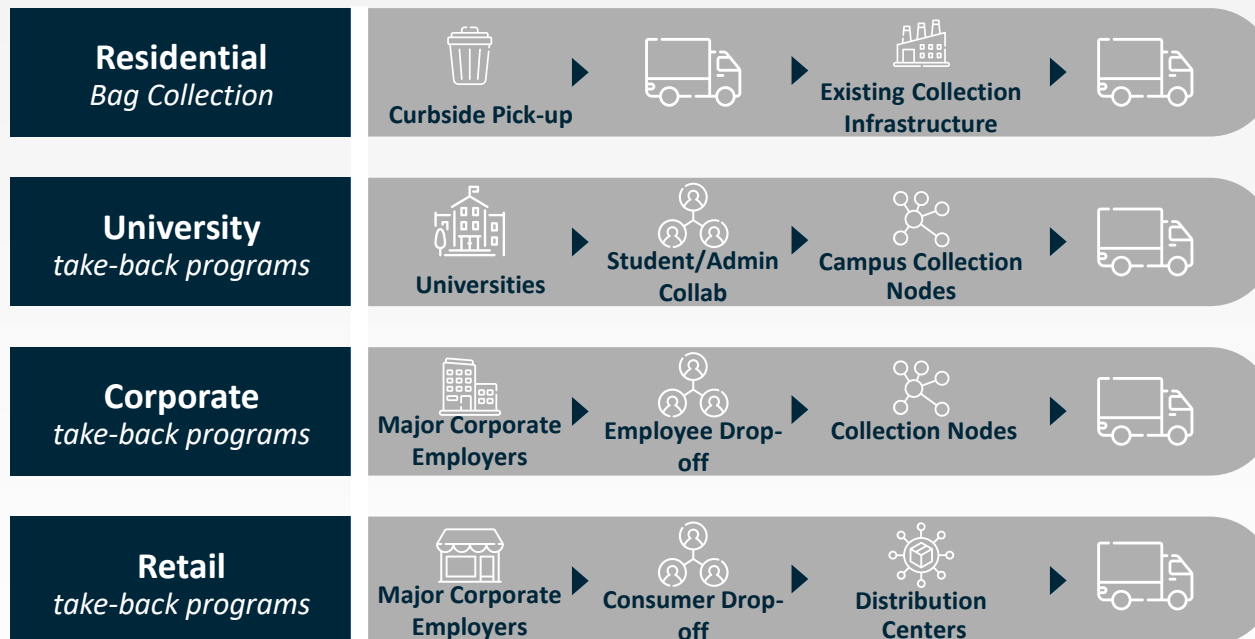 Residential
Bag Collection
Curbside Pick-up
Existing Collection
Infrastructure
University
take-back programs
Universities
Student/Admin
Collab
Campus Collection
Nodes
Corporate
take-back programs
Major Corporate
Employers
Employee Drop-
off
Collection Nodes
Retail
take-back programs
Major Corporate
Employers
Consumer Drop-
off
Distribution
Centers